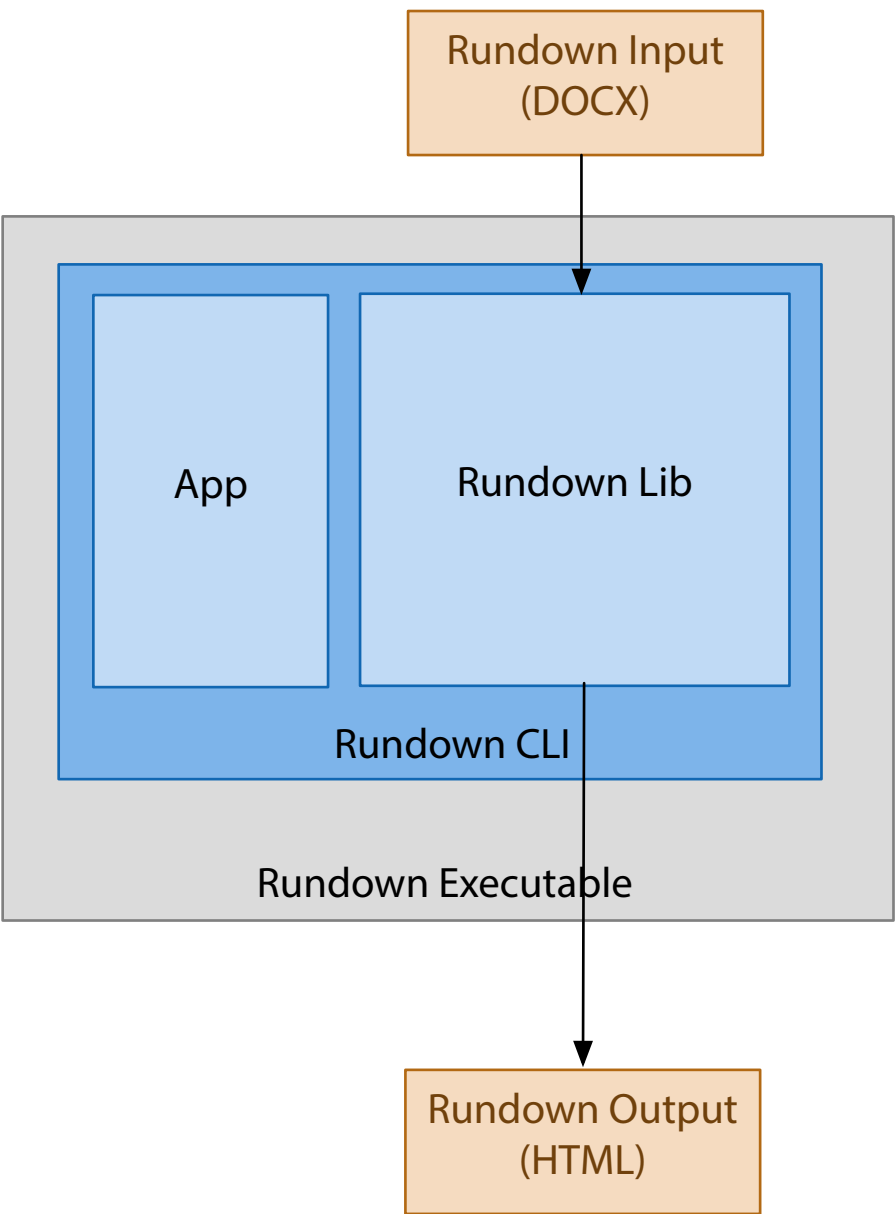 Rundown Input
(DOCX)
App
Rundown Lib
Rundown CLI
Rundown Executable
Rundown Output
(HTML)